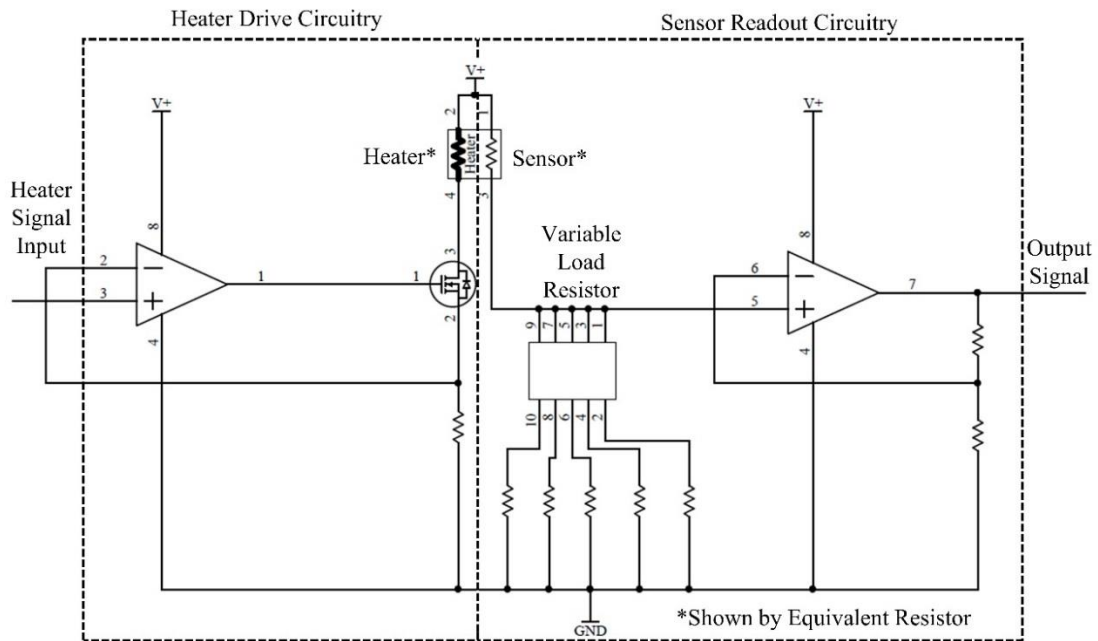 Heater Drive Circuitry
Sensor Readout Circuitry
V+
V+
V+
2
1
Heater*
Heater
Sensor*
4
3
Heater
Signal
Input
8
2
3
1
4
1
3
2
Variable
Load
Resistor
9
7
5
3
1
10
8
6
4
2
8
6
5
7
4
Output
Signal
GND
*Shown by Equivalent Resistor